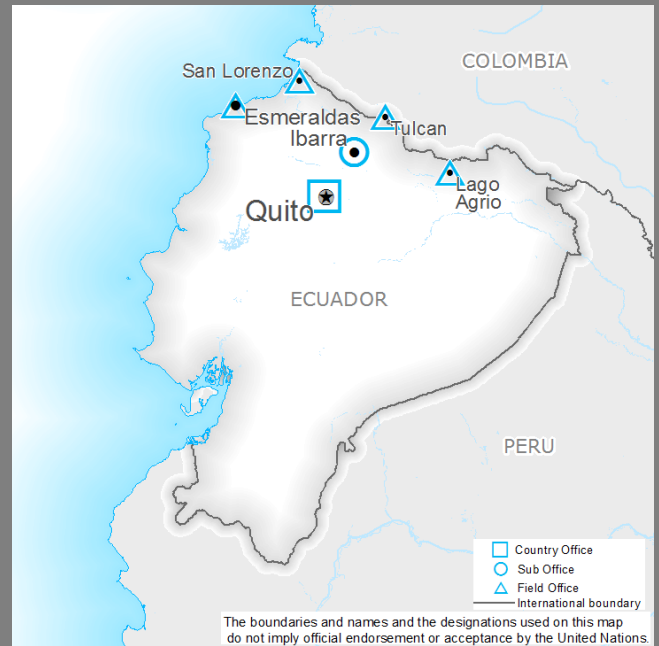 COLOMBIA
San Lorenzo
Esmeraldas
Tulcan
Ibarra
Lago
Agrio
Quito
ECUADOR
PERU
Country Office
Sub Office
Field Office
International boundary
The boundaries and names and the designations used on this map
do not imply official endorsement or acceptance by the United Nations.